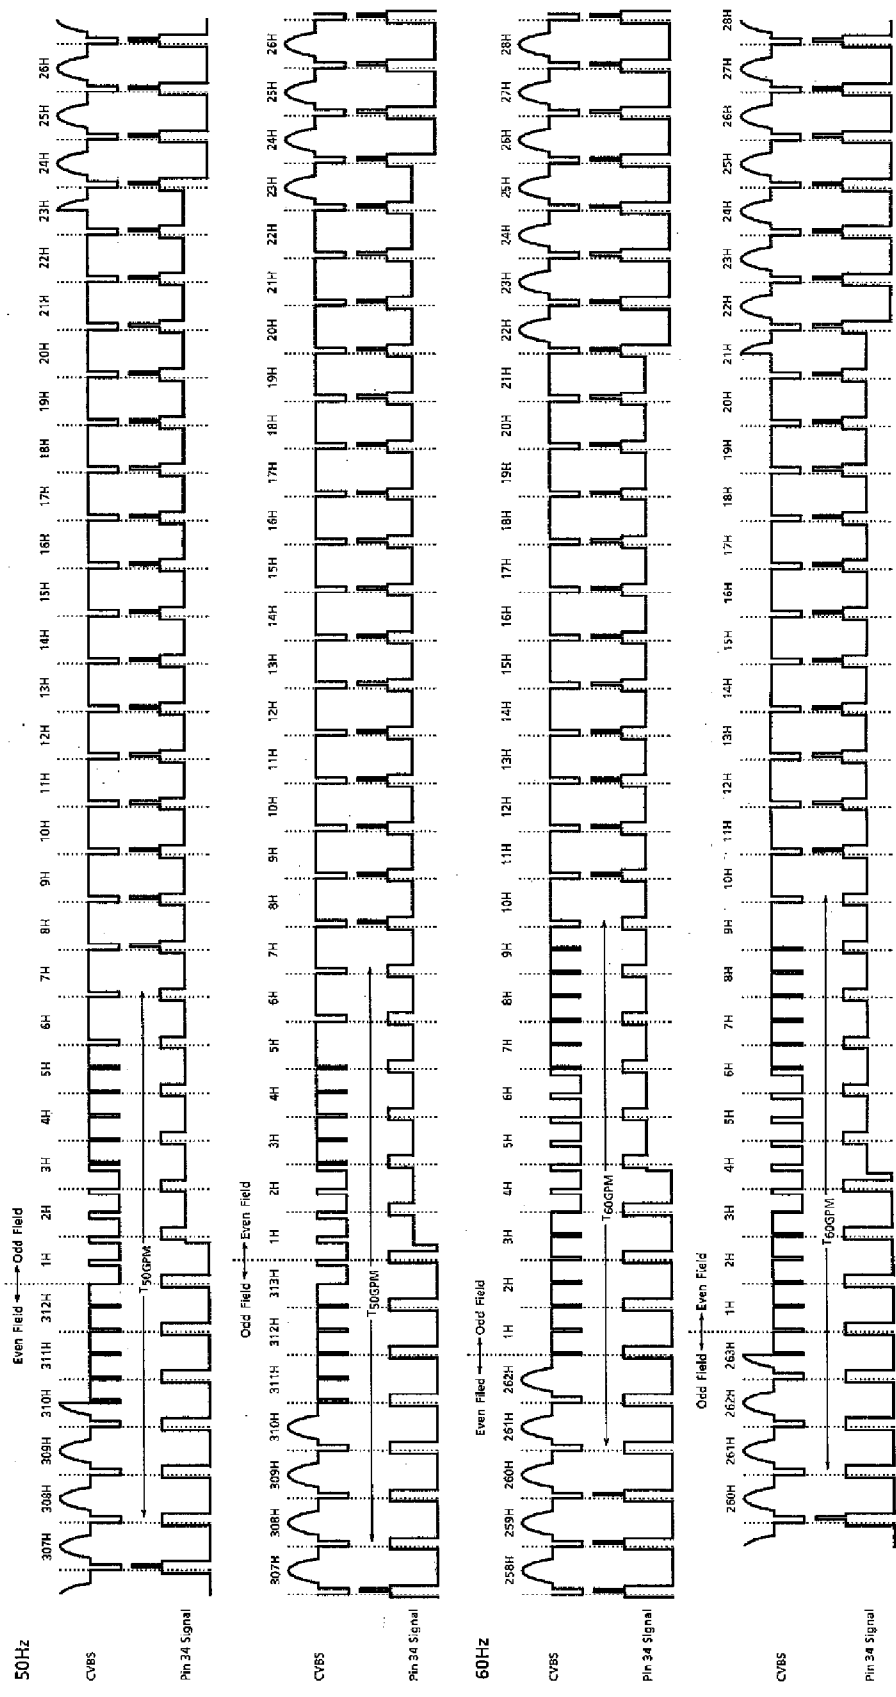 50Hz
Even Field ←→ Odd Field
307H 308H 309H 310H 311H 312H 1H 2H 3H 4H 5H 6H 7H 8H 9H 10H 11H 12H 13H 14H 15H 16H 17H 18H 19H 20H 21H 22H 23H 24H 25H 26H
CVBS
T50GPM
Pin 34 Signal
Odd Field ←→ Even Field
307H 308H 309H 310H 311H 312H 313H 1H 2H 3H 4H 5H 6H 7H 8H 9H 10H 11H 12H 13H 14H 15H 16H 17H 18H 19H 20H 21H 22H 23H 24H 25H 26H
CVBS
T50GPM
Pin 34 Signal
60Hz
Even Filed ←→ Odd Field
258H 259H 260H 261H 262H 1H 2H 3H 4H 5H 6H 7H 8H 9H 10H 11H 12H 13H 14H 15H 16H 17H 18H 19H 20H 21H 22H 23H 24H 25H 26H 27H 28H
CVBS
T60GPM
Pin 34 Signal
Odd Field ←→ Even Field
260H 261H 262H 263H 1H 2H 3H 4H 5H 6H 7H 8H 9H 10H 11H 12H 13H 14H 15H 16H 17H 18H 19H 20H 21H 22H 23H 24H 25H 26H 27H 28H
CVBS
T60GPM
Pin 34 Signal